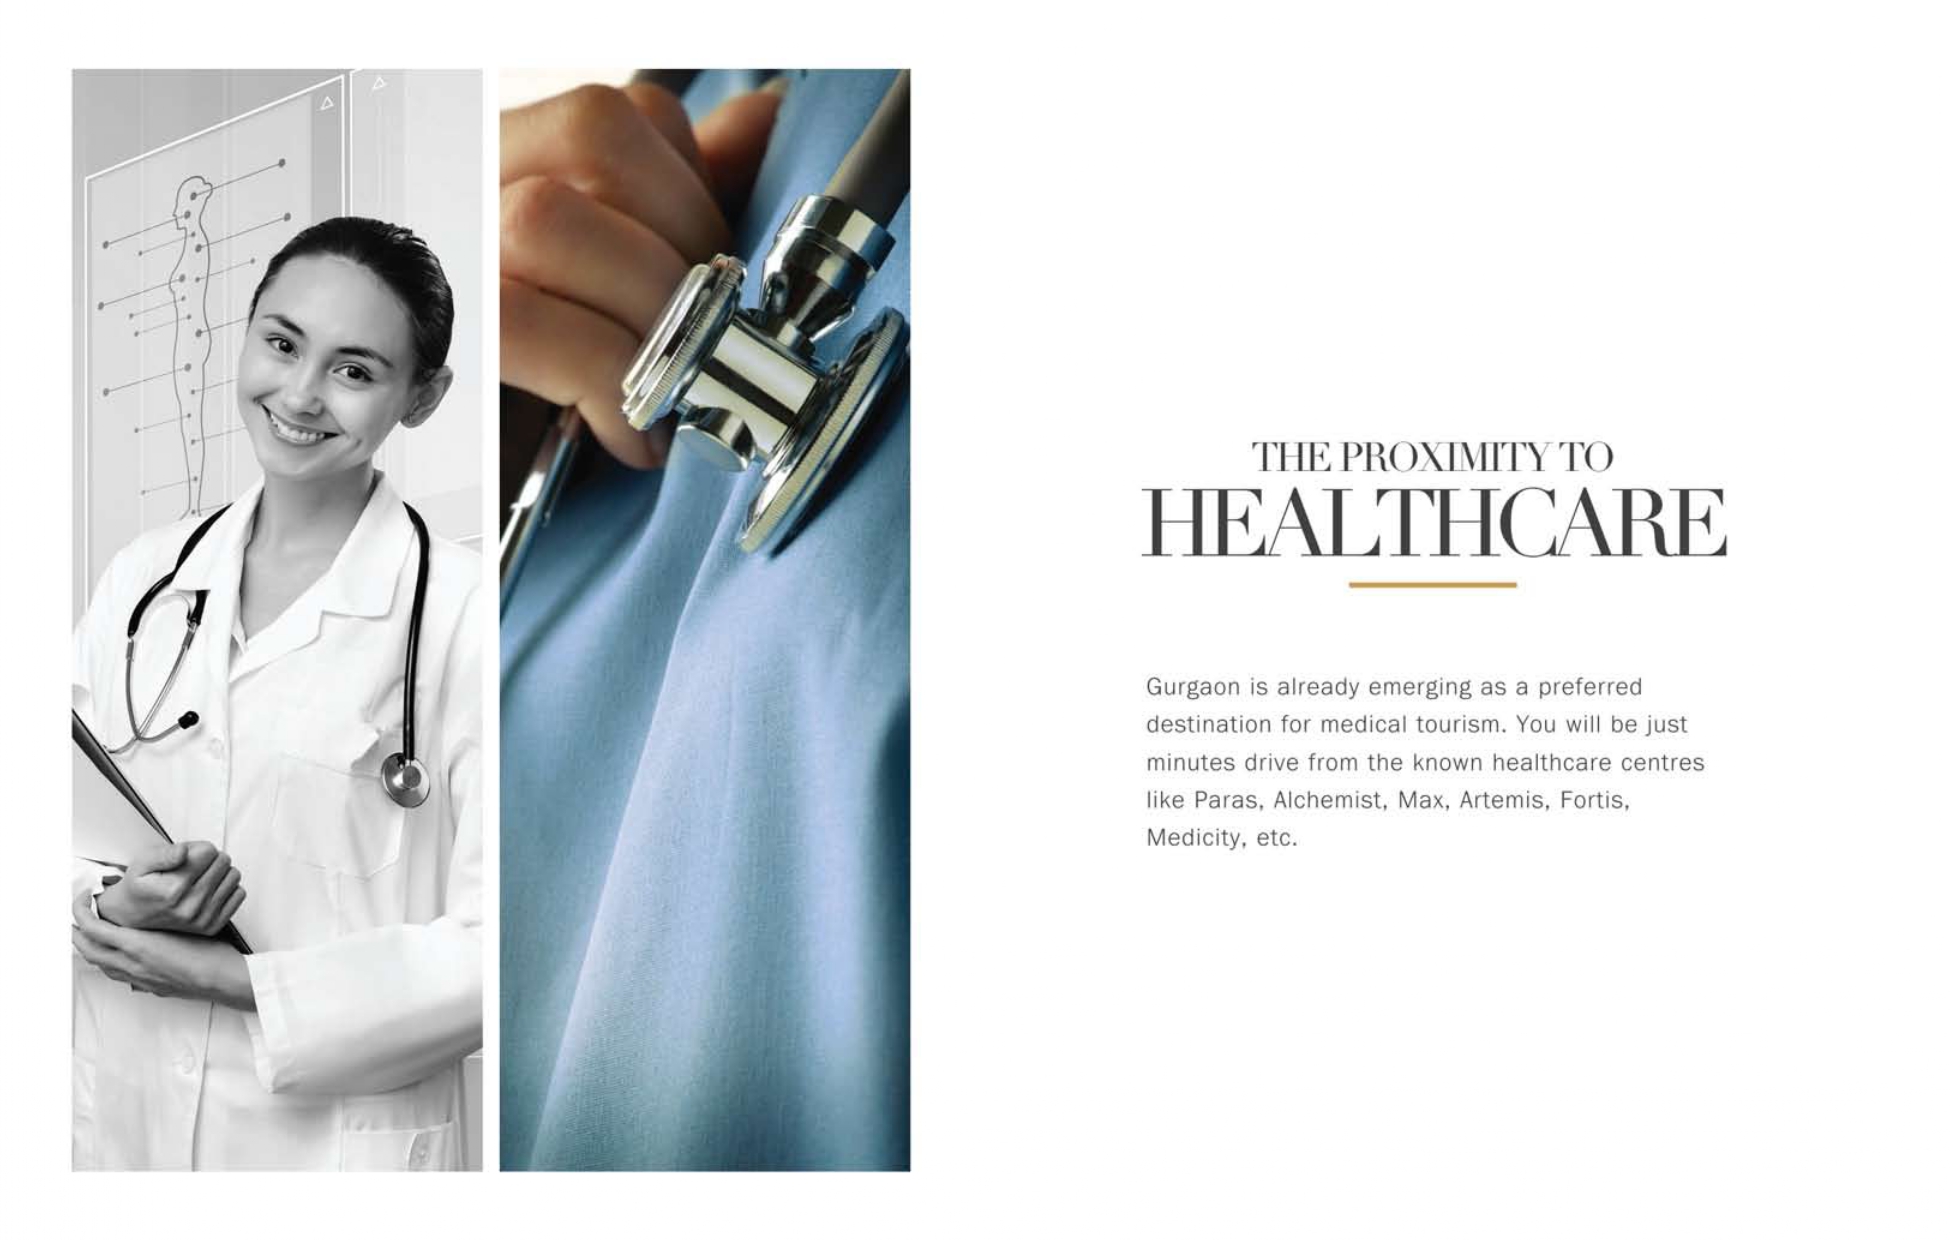 THE PROXIMITY TO
HEALTHCARE
Gurgaon is already emerging as a preferred
destination for medical tourism. You will be just
minutes drive from the known healthcare centres
like Paras, Alchemist, Max, Artemis, Fortis,
Medicity, etc.